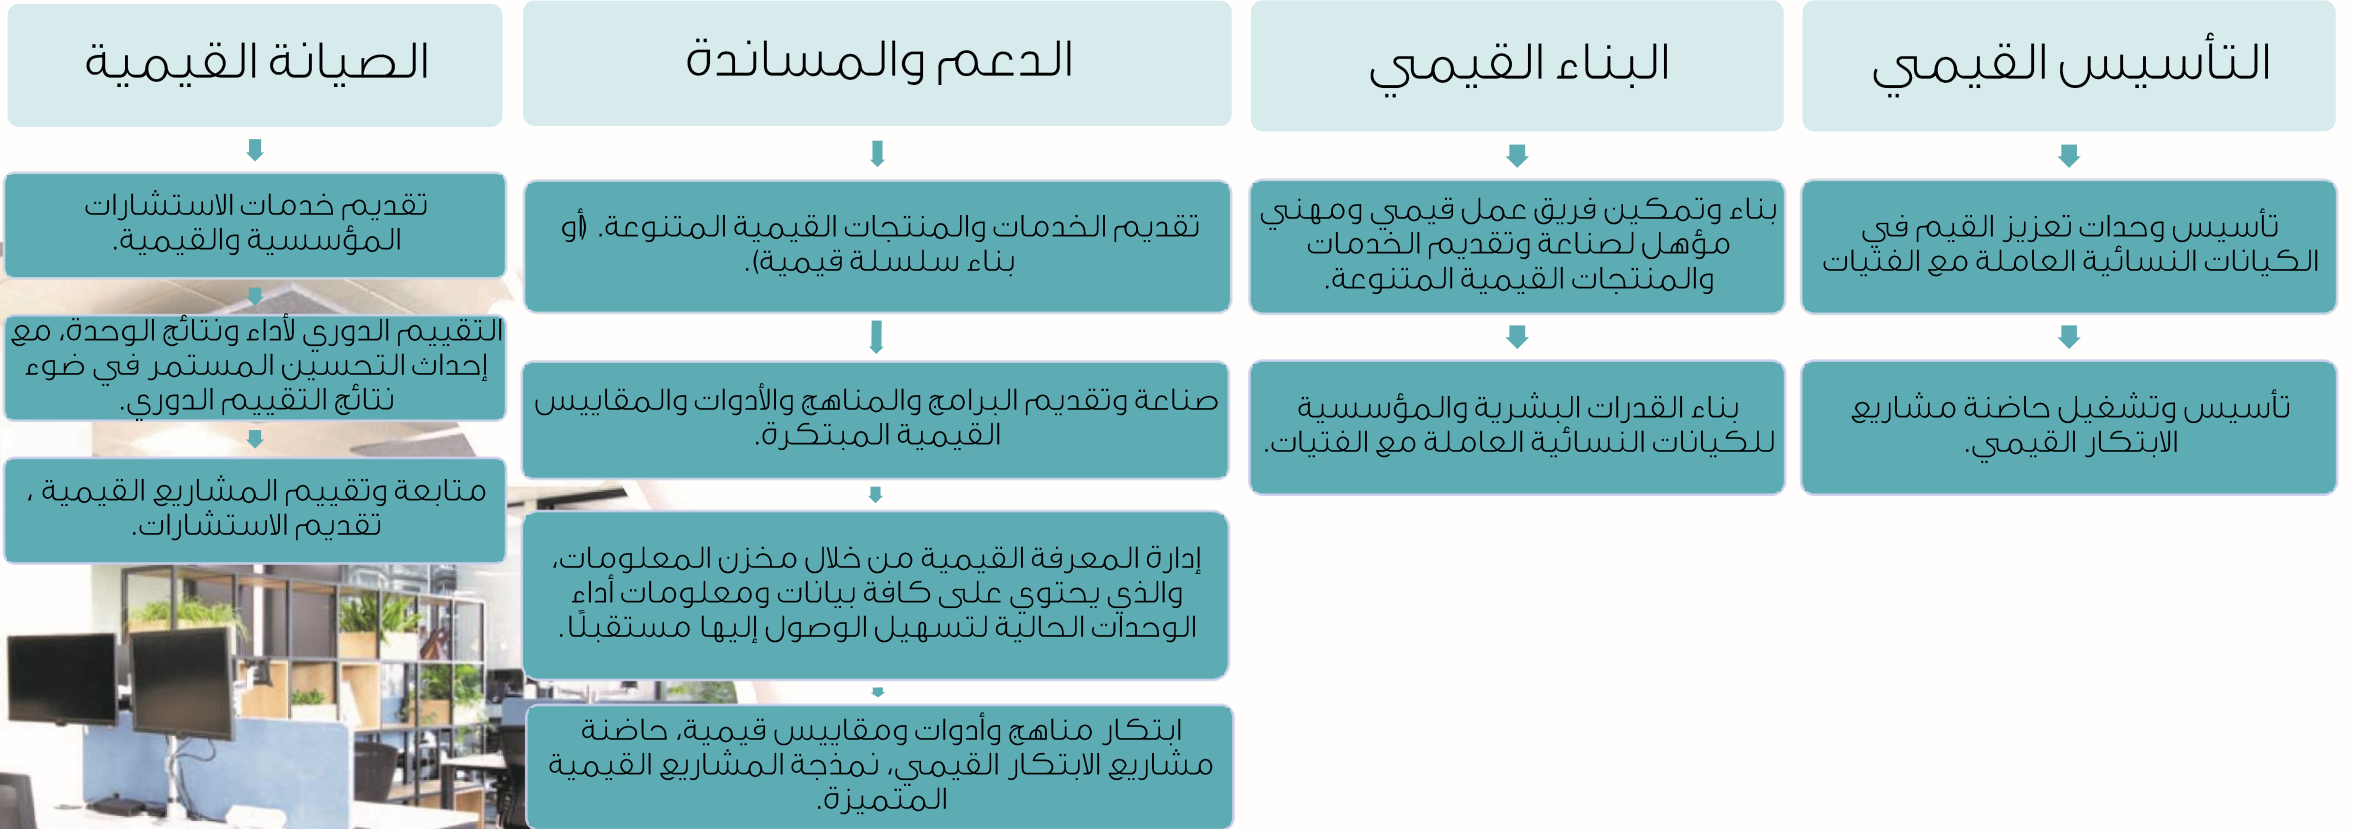 التأسيس القيمي
تأسيس وحدات تعزيز القيم في
الكيانات النسائية العاملة مع الفتيات
تأسيس وتشغيل حاضنة مشاريع
الابتكار القيمي.
البناء القيمي
بناء وتمكين فريق عمل قيمي ومهني
مؤهل لصناعة وتقديم الخدمات
والمنتجات القيمية المتنوعة.
بناء القدرات البشرية والمؤسسية
للكيانات النسائية العاملة مع الفتيات.
الدعم والمساندة
تقديم الخدمات والمنتجات القيمية المتنوعة. (أو
بناء سلسلة قيمية).
صناعة وتقديم البرامج والمناهج والأدوات والمقاييس
القيمية المبتكرة.
إدارة المعرفة القيمية من خلال مخزن المعلومات،
والذي يحتوي على كافة بيانات ومعلومات أداء
الوحدات الحالية لتسهيل الوصول إليها مستقبلًا.
ابتكار مناهج وأدوات ومقاييس قيمية، حاضنة
مشاريع الابتكار القيمي، نمذجة المشاريع القيمية
المتميزة.
الصيانة القيمية
تقديم خدمات الاستشارات
المؤسسية والقيمية.
التقييم الدوري لأداء ونتائج الوحدة، مع
إحداث التحسين المستمر في ضوء
نتائج التقييم الدوري.
متابعة وتقييم المشاريع القيمية ،
تقديم الاستشارات.